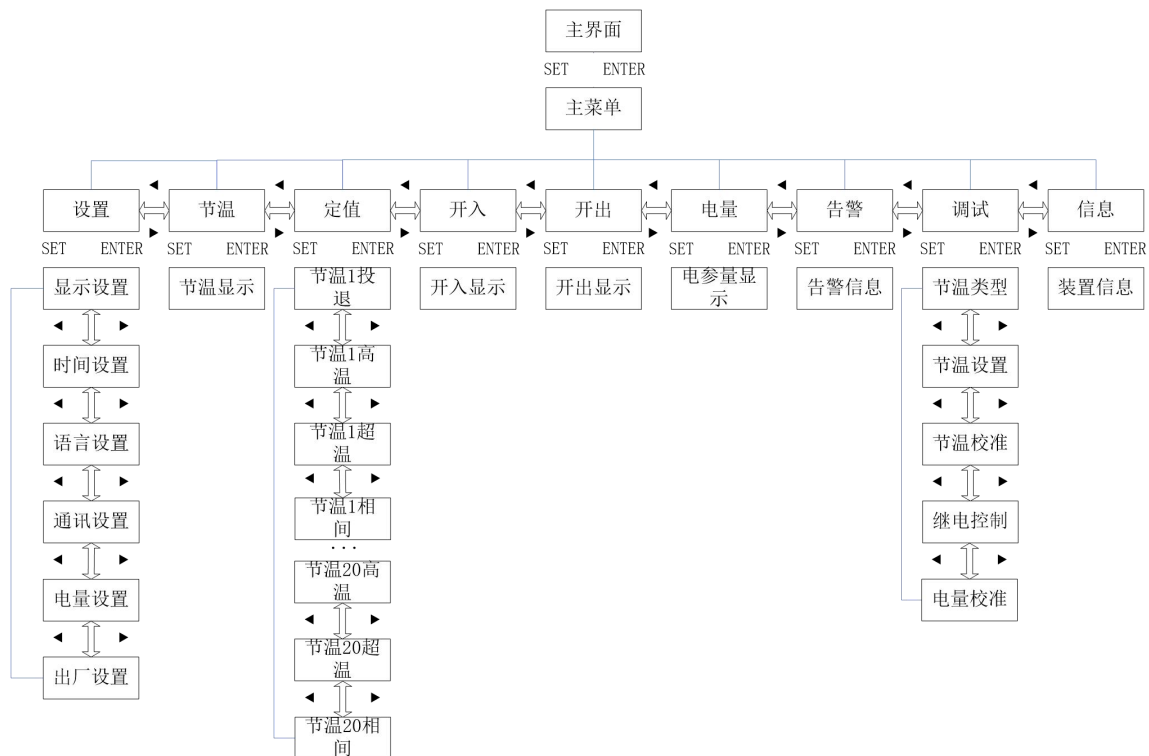 主界面
SET ENTER
主菜单
设置 节温 定值 开入 开出 电量 告警 调试 信息
SET ENTER SET ENTER SET ENTER SET ENTER SET ENTER SET ENTER SET ENTER SET ENTER SET ENTER
显示设置
时间设置
语言设置
通讯设置
电量设置
出厂设置
节温显示
节温1投
退
节温1高
温
节温1超
温
节温1相
间
...
节温20高
温
节温20超
温
节温20相
间
开入显示
开出显示
电参量显
示
告警信息
节温类型
节温设置
节温校准
继电控制
电量校准
装置信息